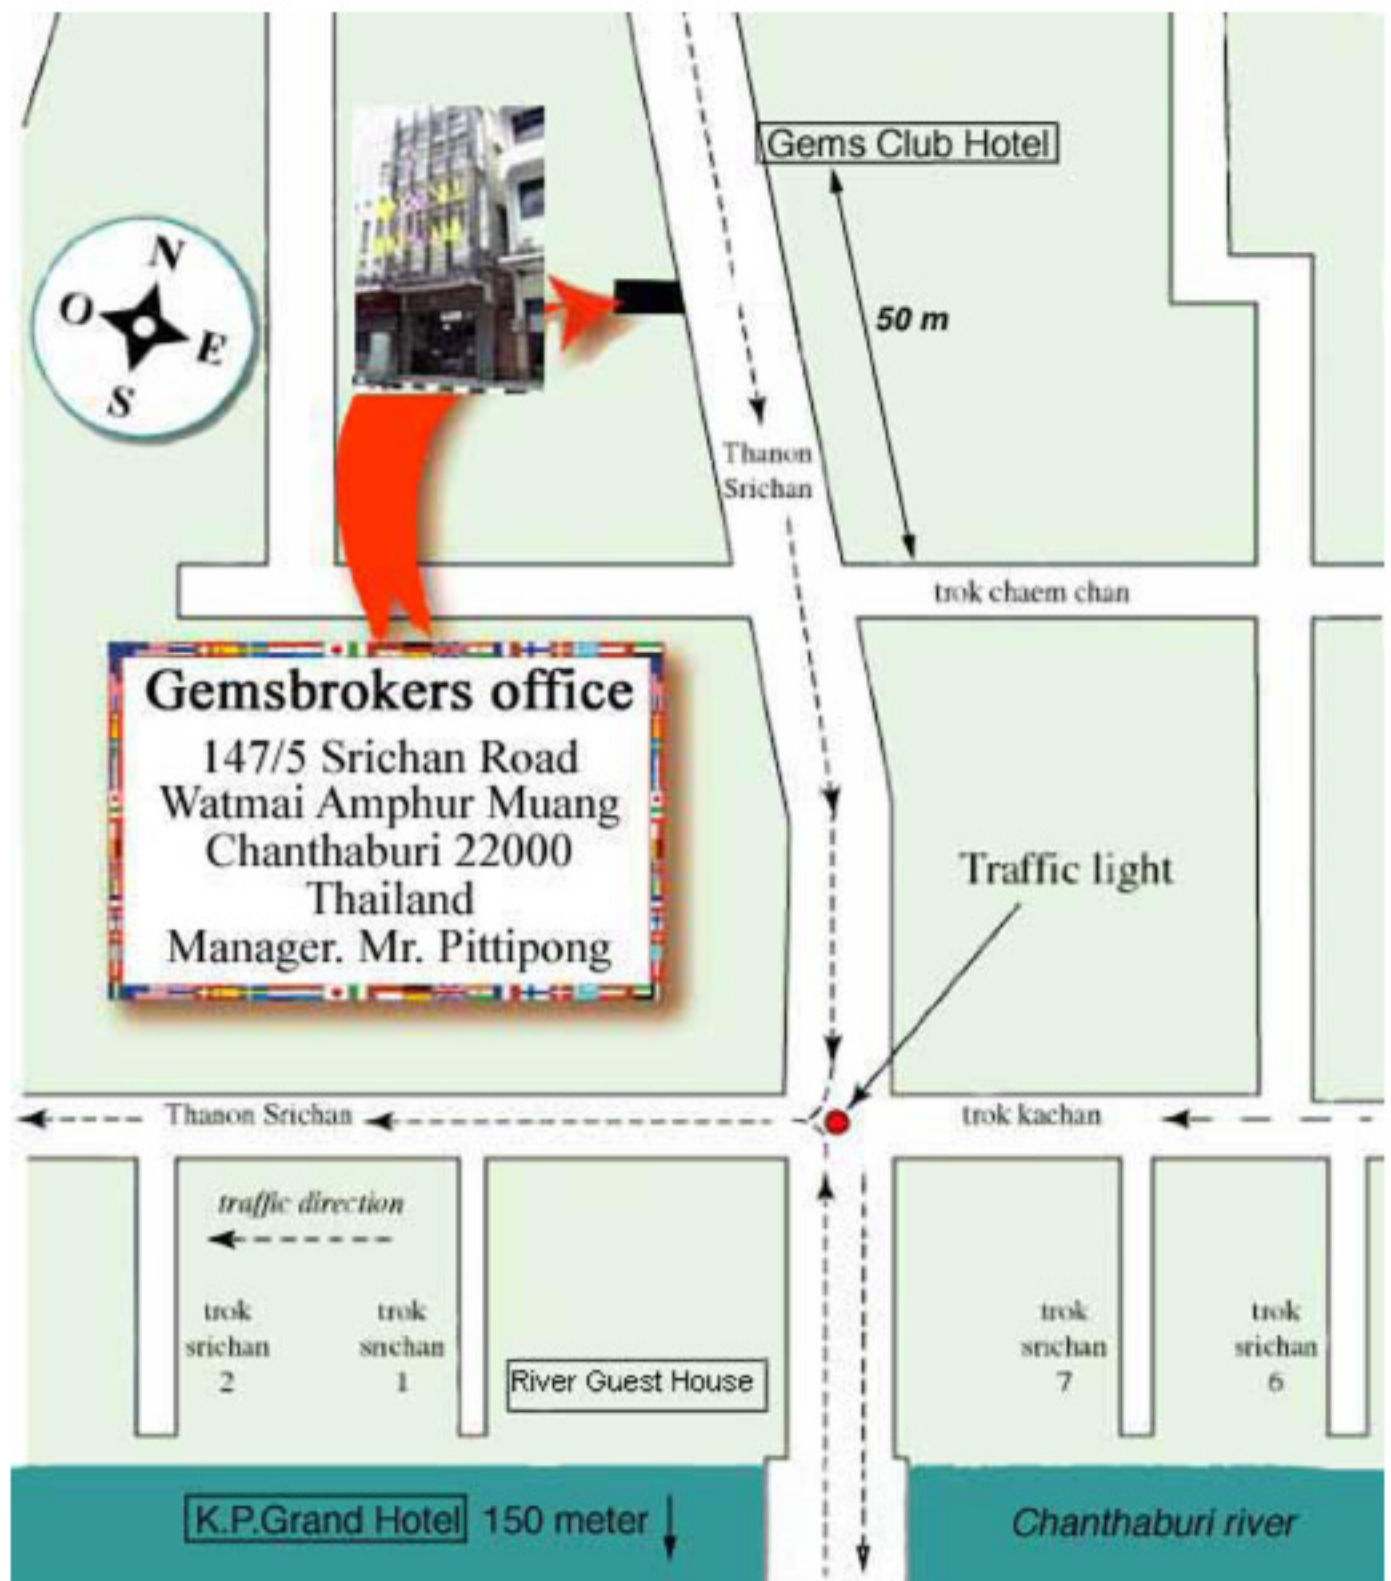 Gems Club Hotel
N
O
E
S
50 m
Thanon
Srichan
trok chaem chan
Gemsbrokers office
147/5 Srichan Road
Watmai Amphur Muang
Chanthaburi 22000
Thailand
Manager. Mr. Pittipong
Traffic light
Thanon Srichan
trok kachan
traffic direction
trok
srichan
2
trok
srichan
1
River Guest House
trok
srichan
7
trok
srichan
6
K.P.Grand Hotel 150 meter
Chanthaburi river